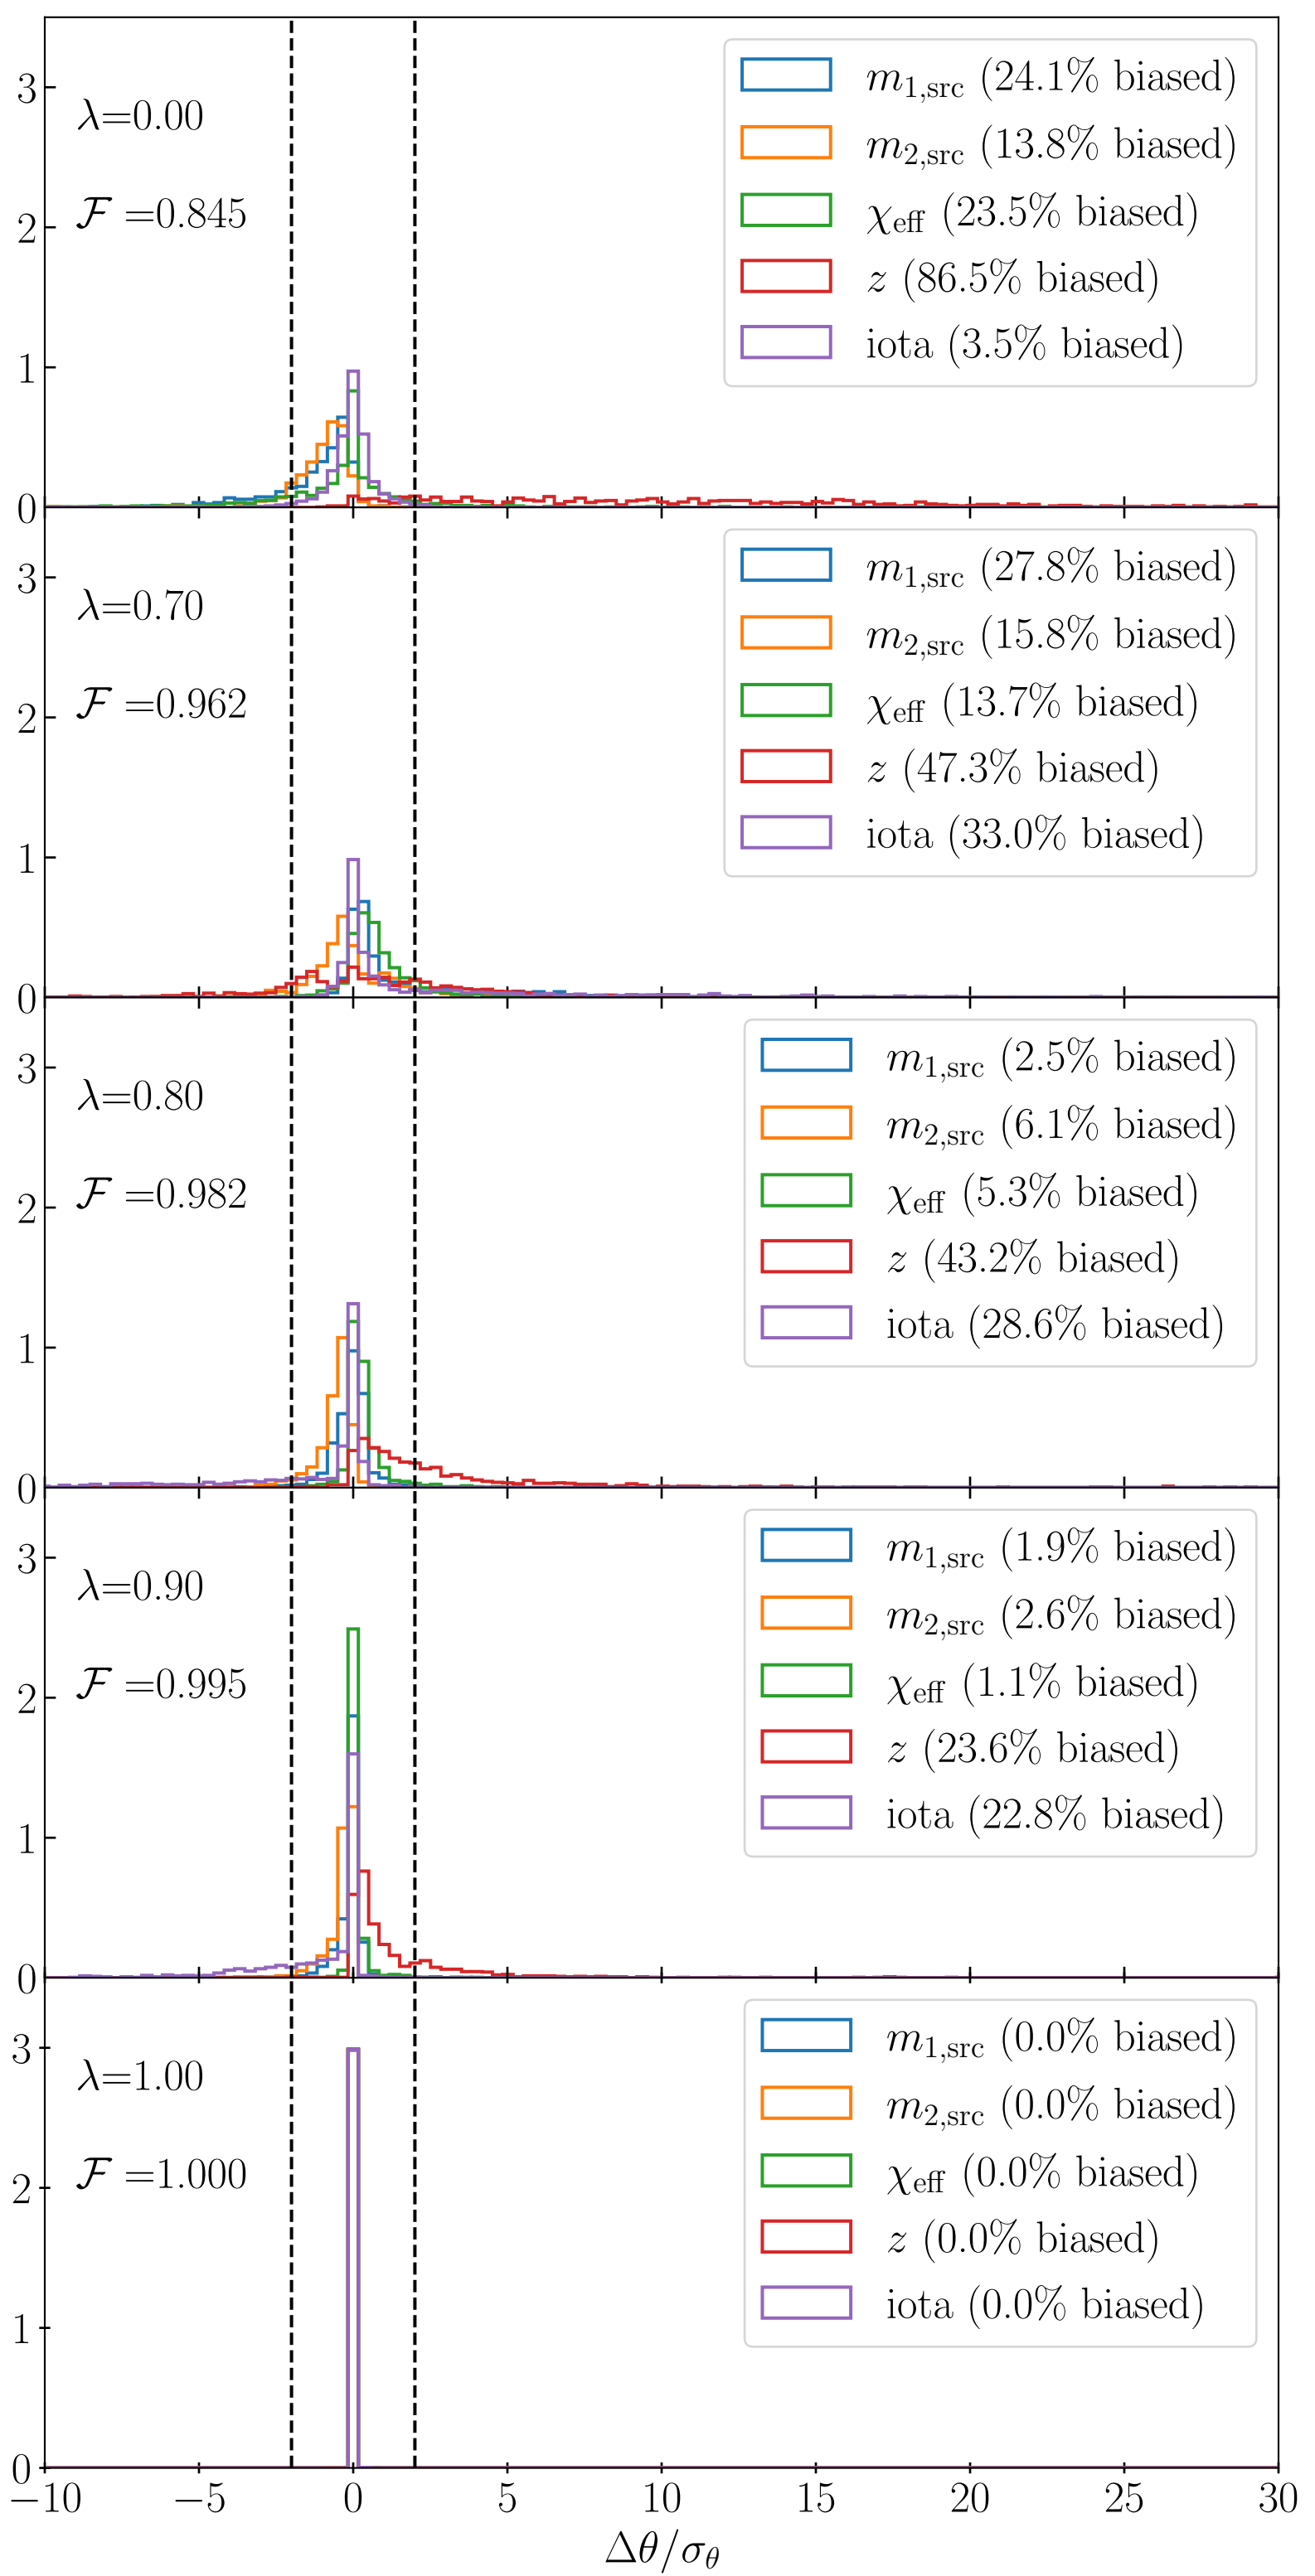 3
λ=0.00
m₁,src (24.1% biased)
m₂,src (13.8% biased)
2
ℱ =0.845
χeff (23.5% biased)
z (86.5% biased)
1
iota (3.5% biased)
0
3
λ=0.70
m₁,src (27.8% biased)
m₂,src (15.8% biased)
2
ℱ =0.962
χeff (13.7% biased)
z (47.3% biased)
1
iota (33.0% biased)
0
3
λ=0.80
m₁,src (2.5% biased)
m₂,src (6.1% biased)
2
ℱ =0.982
χeff (5.3% biased)
z (43.2% biased)
1
iota (28.6% biased)
0
3
λ=0.90
m₁,src (1.9% biased)
m₂,src (2.6% biased)
2
ℱ =0.995
χeff (1.1% biased)
z (23.6% biased)
1
iota (22.8% biased)
0
3
λ=1.00
m₁,src (0.0% biased)
m₂,src (0.0% biased)
2
ℱ =1.000
χeff (0.0% biased)
z (0.0% biased)
1
iota (0.0% biased)
0
−10 −5 0 5 10 15 20 25 30
Δθ/σθ